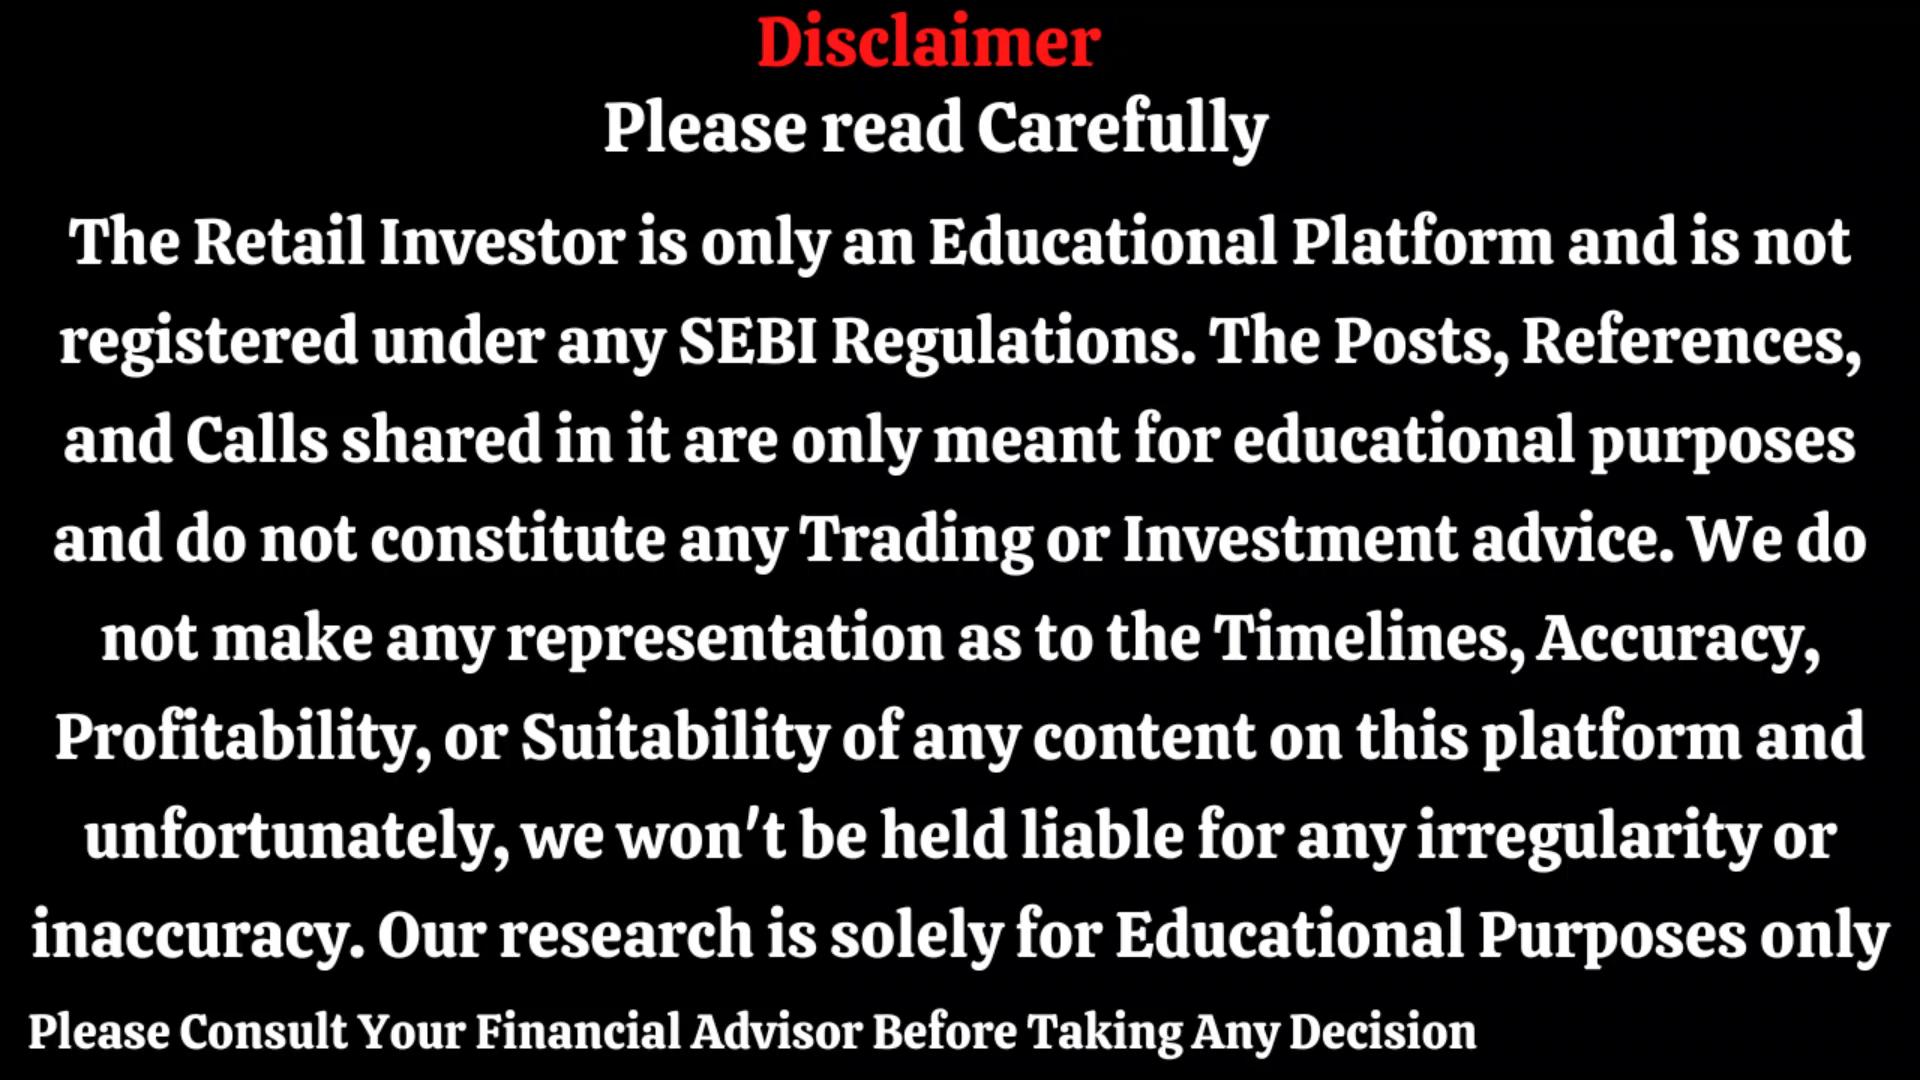 Disclaimer
Please read Carefully
The Retail Investor is only an Educational Platform and is not
registered under any SEBI Regulations. The Posts, References,
and Calls shared in it are only meant for educational purposes
and do not constitute any Trading or Investment advice. We do
not make any representation as to the Timelines, Accuracy,
Profitability, or Suitability of any content on this platform and
unfortunately, we won't be held liable for any irregularity or
inaccuracy. Our research is solely for Educational Purposes only
Please Consult Your Financial Advisor Before Taking Any Decision